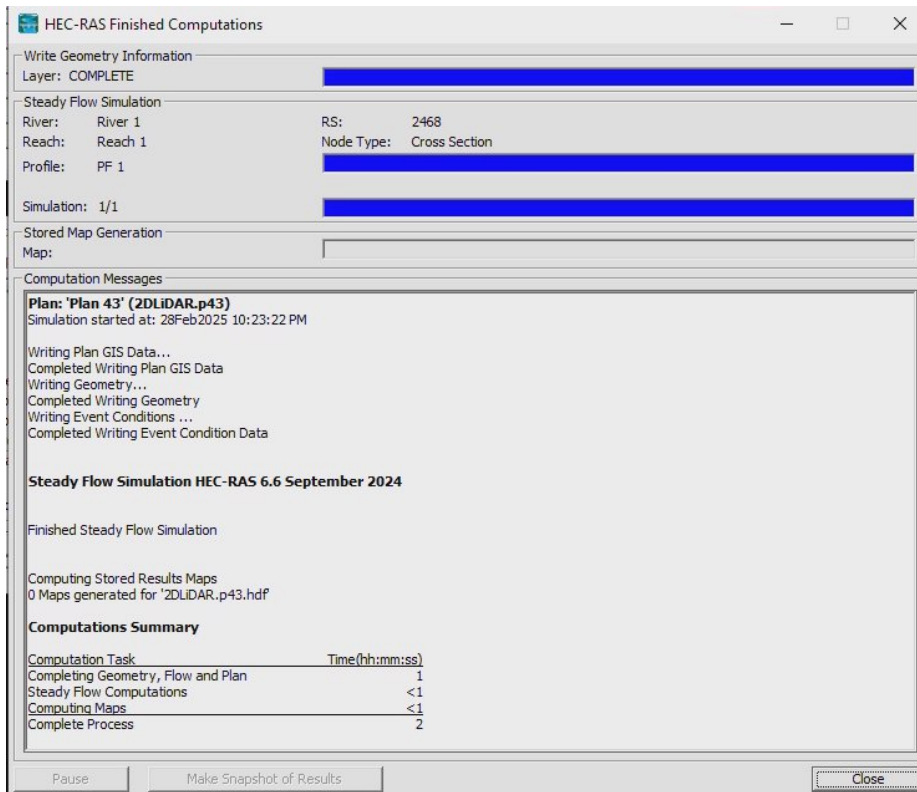 HEC-RAS Finished Computations
Write Geometry Information
Layer: COMPLETE
Steady Flow Simulation
River: River 1 RS: 2468
Reach: Reach 1 Node Type: Cross Section
Profile: PF 1
Simulation: 1/1
Stored Map Generation
Map:
Computation Messages
Plan: 'Plan 43' (2DLiDAR.p43)
Simulation started at: 28Feb2025 10:23:22 PM
Writing Plan GIS Data...
Completed Writing Plan GIS Data
Writing Geometry...
Completed Writing Geometry
Writing Event Conditions ...
Completed Writing Event Condition Data
Steady Flow Simulation HEC-RAS 6.6 September 2024
Finished Steady Flow Simulation
Computing Stored Results Maps
0 Maps generated for '2DLiDAR.p43.hdf'
Computations Summary
Computation Task Time(hh:mm:ss)
Completing Geometry, Flow and Plan 1
Steady Flow Computations <1
Computing Maps <1
Complete Process 2
Pause Make Snapshot of Results Close